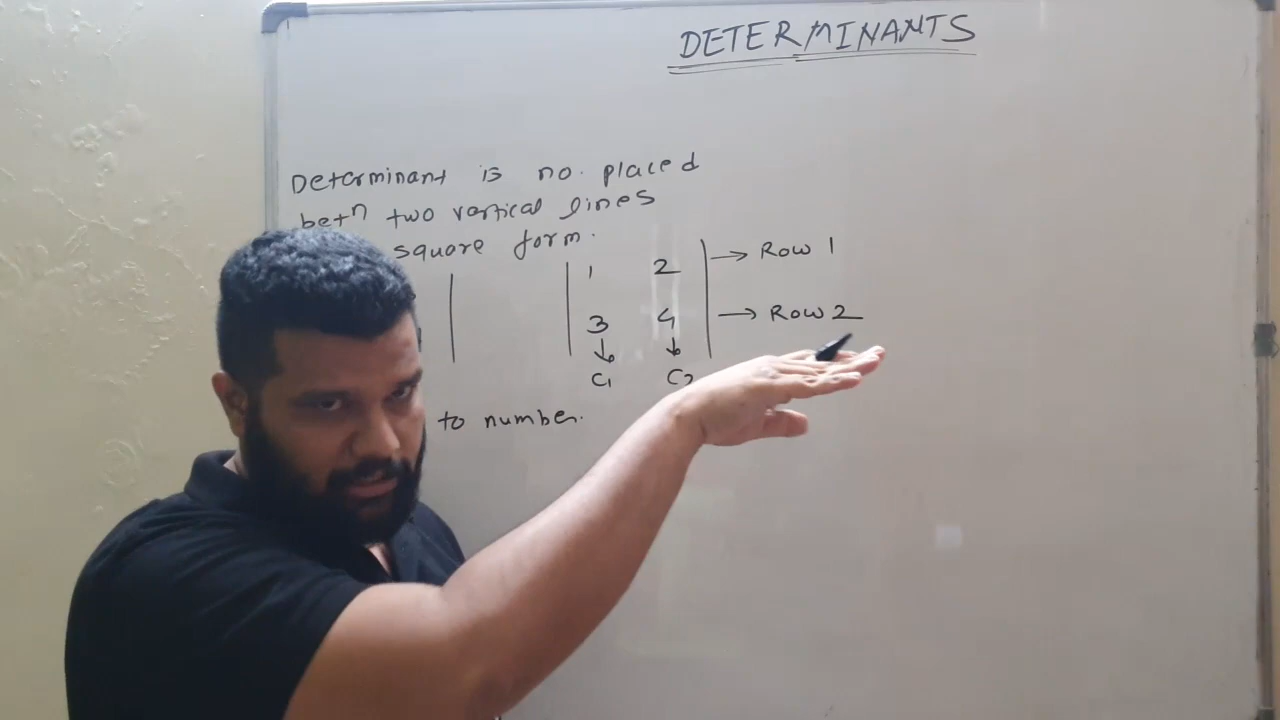 DETERMINANTS
Determinant is no. placed
betⁿ two vertical lines
square form.
| 1 2 | → Row 1
| 3 4 | → Row 2
↓ ↓
C₁ C₂
to number.